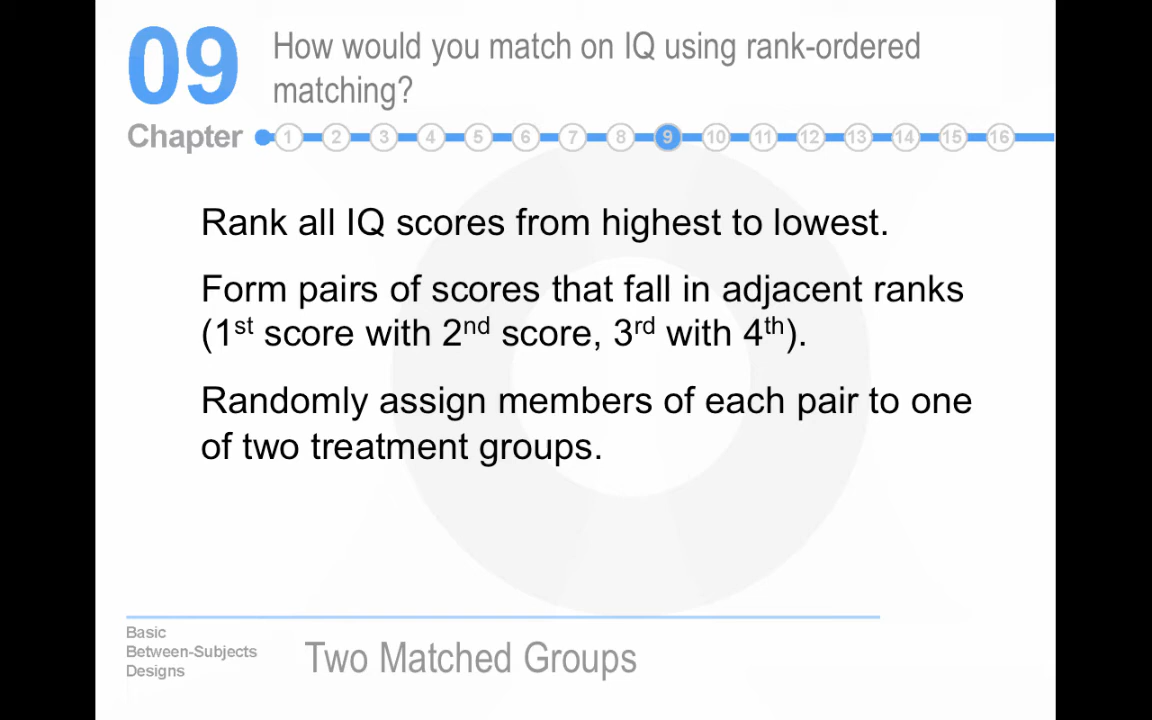 09
How would you match on IQ using rank-ordered
matching?
Chapter
1 2 3 4 5 6 7 8 9 10 11 12 13 14 15 16
Rank all IQ scores from highest to lowest.
Form pairs of scores that fall in adjacent ranks
(1st score with 2nd score, 3rd with 4th).
Randomly assign members of each pair to one
of two treatment groups.
Basic
Between-Subjects
Designs
Two Matched Groups